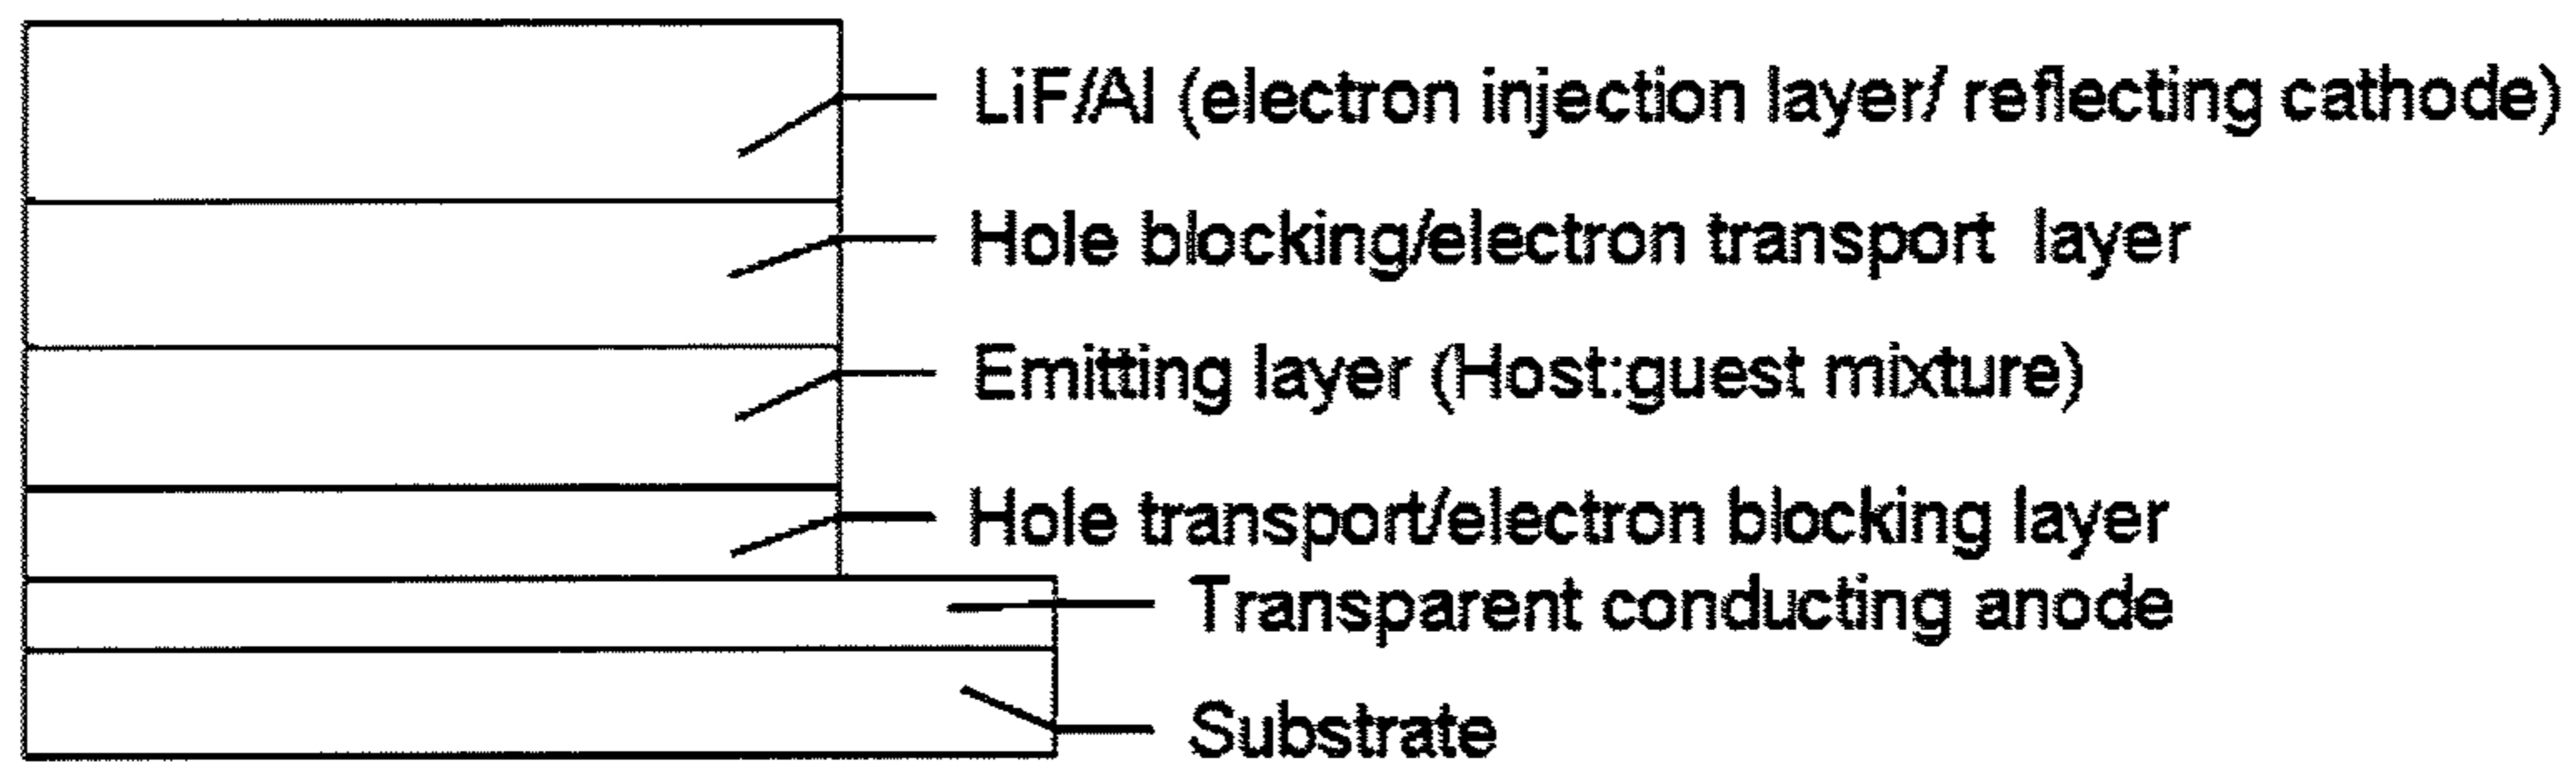 LiF/Al (electron injection layer/ reflecting cathode)
Hole blocking/electron transport layer
Emitting layer (Host:guest mixture)
Hole transport/electron blocking layer
Transparent conducting anode
Substrate